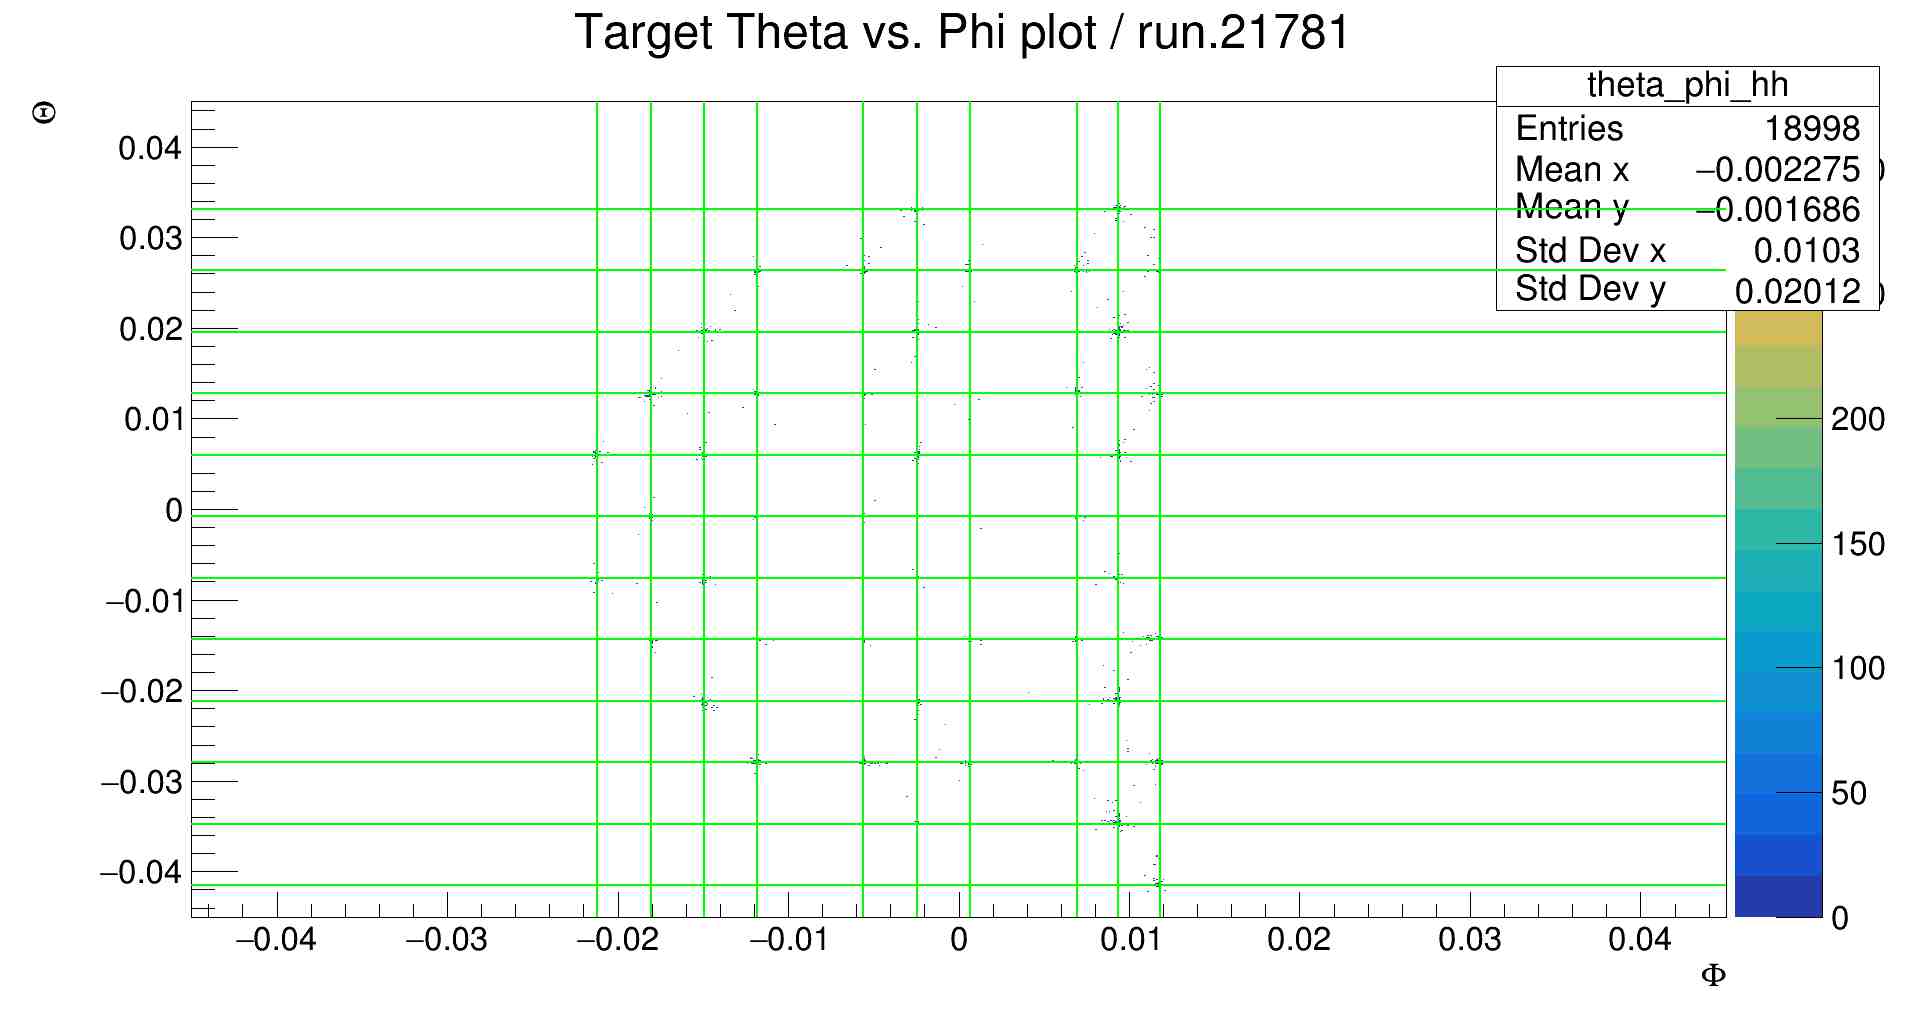 Target Theta vs. Phi plot / run.21781
theta_phi_hh
Entries 18998
Mean x −0.002275
Mean y −0.001686
Std Dev x 0.0103
Std Dev y 0.02012
Θ
0.04
0.03
0.02
0.01
0
−0.01
−0.02
−0.03
−0.04
−0.04 −0.03 −0.02 −0.01 0 0.01 0.02 0.03 0.04
Φ
200
150
100
50
0